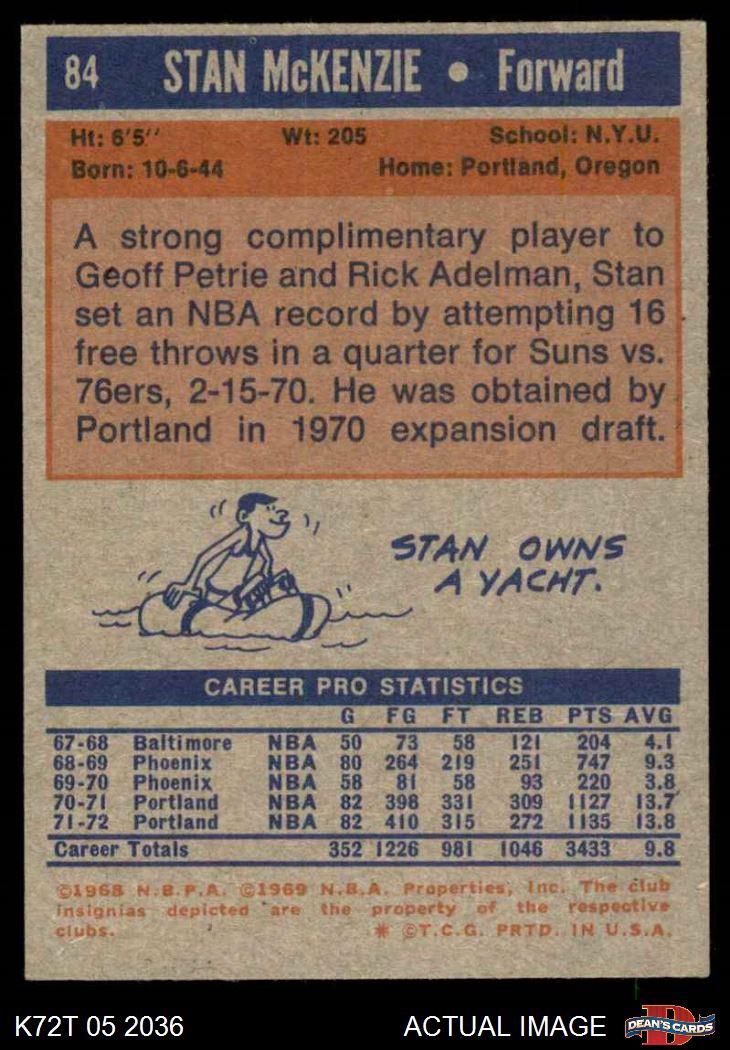 84 STAN McKENZIE • Forward
Ht: 6'5'' Wt: 205 School: N.Y.U.
Born: 10-6-44 Home: Portland, Oregon
A strong complimentary player to
Geoff Petrie and Rick Adelman, Stan
set an NBA record by attempting 16
free throws in a quarter for Suns vs.
76ers, 2-15-70. He was obtained by
Portland in 1970 expansion draft.
STAN OWNS
A YACHT.
CAREER PRO STATISTICS
G FG FT REB PTS AVG
67-68 Baltimore NBA 50 73 58 121 204 4.1
68-69 Phoenix NBA 80 264 219 251 747 9.3
69-70 Phoenix NBA 58 81 58 93 220 3.8
70-71 Portland NBA 82 398 331 309 1127 13.7
71-72 Portland NBA 82 410 315 272 1135 13.8
Career Totals 352 1226 981 1046 3433 9.8
©1968 N.B.P.A. ©1969 N.B.A. Properties, Inc. The club
insignias depicted are the property of the respective
clubs. * ©T.C.G. PRTD. IN U.S.A.
K72T 05 2036 ACTUAL IMAGE DEAN'S CARDS